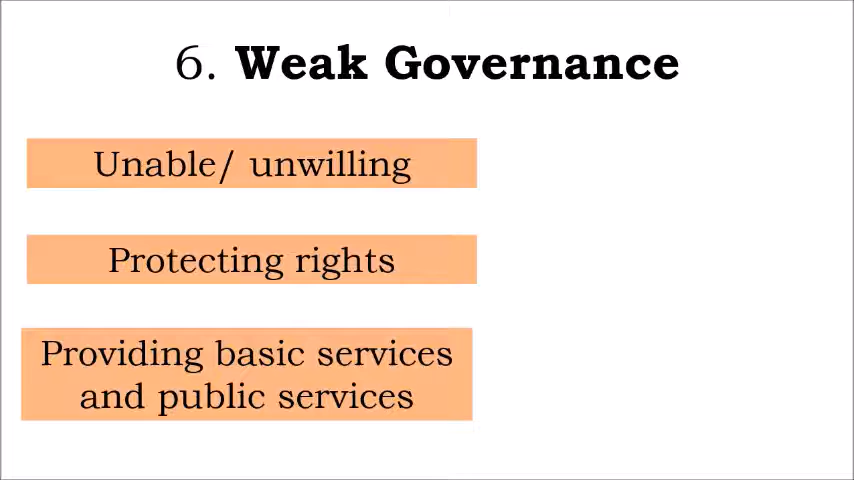 6. Weak Governance
Unable/ unwilling
Protecting rights
Providing basic services
and public services